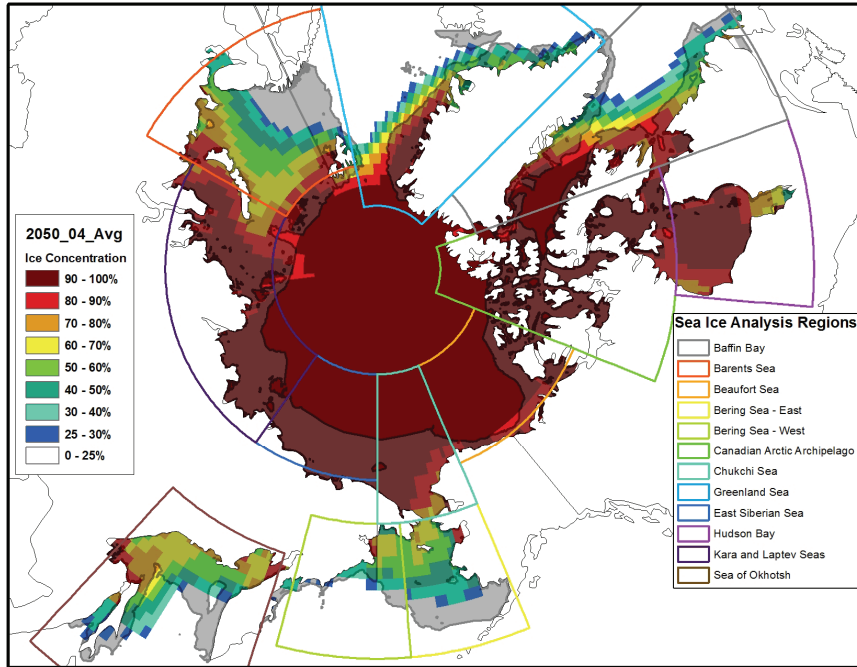 2050_04_Avg
Ice Concentration
90 - 100%
80 - 90%
70 - 80%
60 - 70%
50 - 60%
40 - 50%
30 - 40%
25 - 30%
0 - 25%
Sea Ice Analysis Regions
Baffin Bay
Barents Sea
Beaufort Sea
Bering Sea - East
Bering Sea - West
Canadian Arctic Archipelago
Chukchi Sea
Greenland Sea
East Siberian Sea
Hudson Bay
Kara and Laptev Seas
Sea of Okhotsh